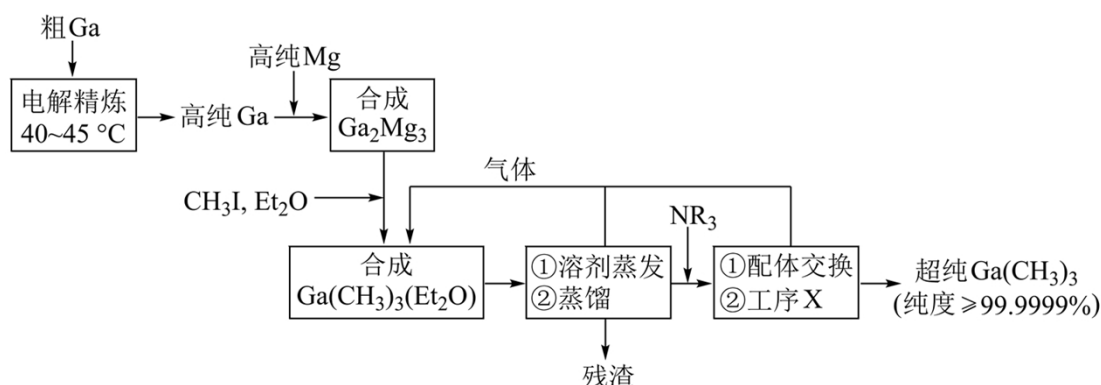 粗Ga
高纯Mg
电解精炼
40~45 °C
高纯Ga
合成
Ga₂Mg₃
气体
CH₃I, Et₂O
NR₃
合成
Ga(CH₃)₃(Et₂O)
①溶剂蒸发
②蒸馏
①配体交换
②工序X
超纯Ga(CH₃)₃
(纯度≥99.9999%)
残渣